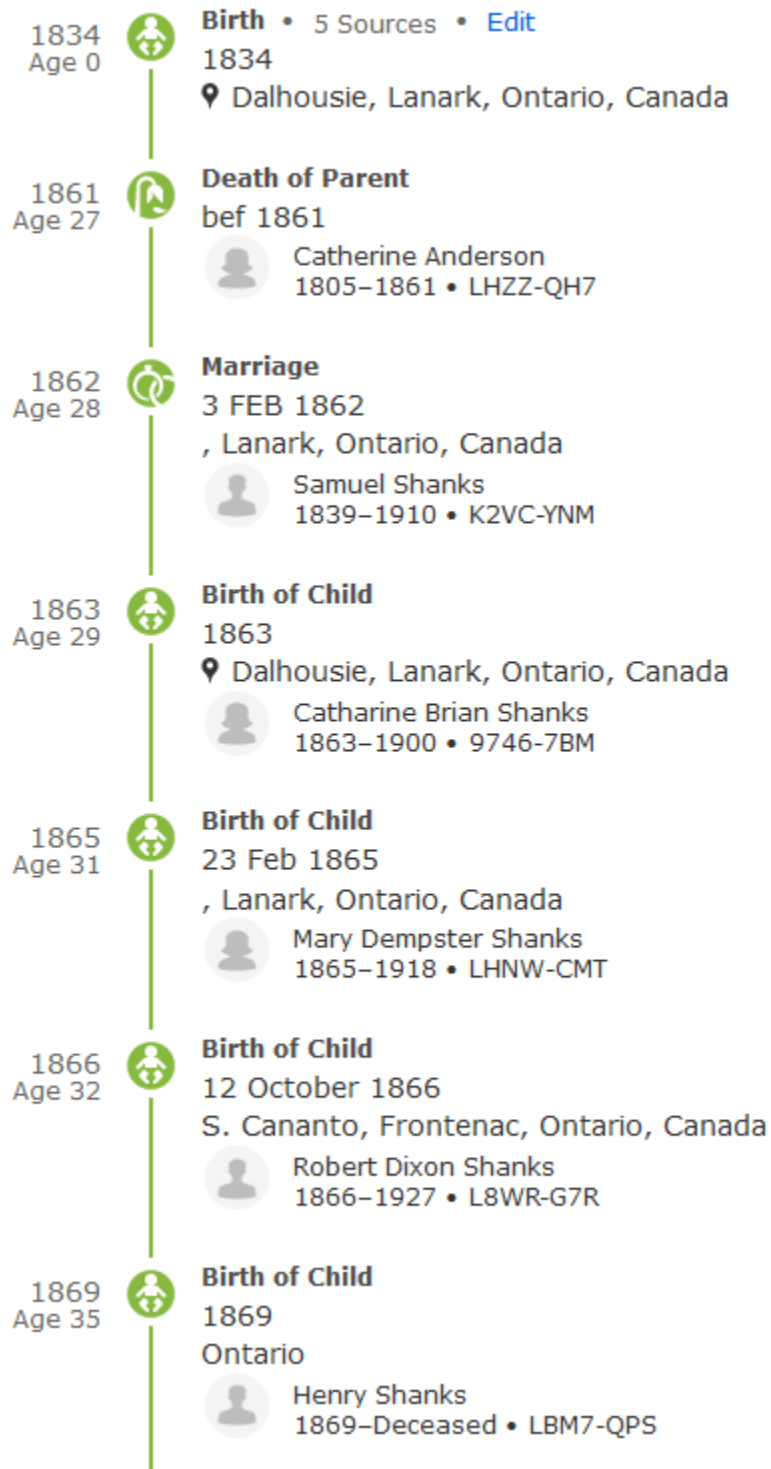 1834
Age 0
Birth • 5 Sources • Edit
1834
Dalhousie, Lanark, Ontario, Canada
1861
Age 27
Death of Parent
bef 1861
Catherine Anderson
1805–1861 • LHZZ-QH7
1862
Age 28
Marriage
3 FEB 1862
, Lanark, Ontario, Canada
Samuel Shanks
1839–1910 • K2VC-YNM
1863
Age 29
Birth of Child
1863
Dalhousie, Lanark, Ontario, Canada
Catharine Brian Shanks
1863–1900 • 9746-7BM
1865
Age 31
Birth of Child
23 Feb 1865
, Lanark, Ontario, Canada
Mary Dempster Shanks
1865–1918 • LHNW-CMT
1866
Age 32
Birth of Child
12 October 1866
S. Cananto, Frontenac, Ontario, Canada
Robert Dixon Shanks
1866–1927 • L8WR-G7R
1869
Age 35
Birth of Child
1869
Ontario
Henry Shanks
1869–Deceased • LBM7-QPS